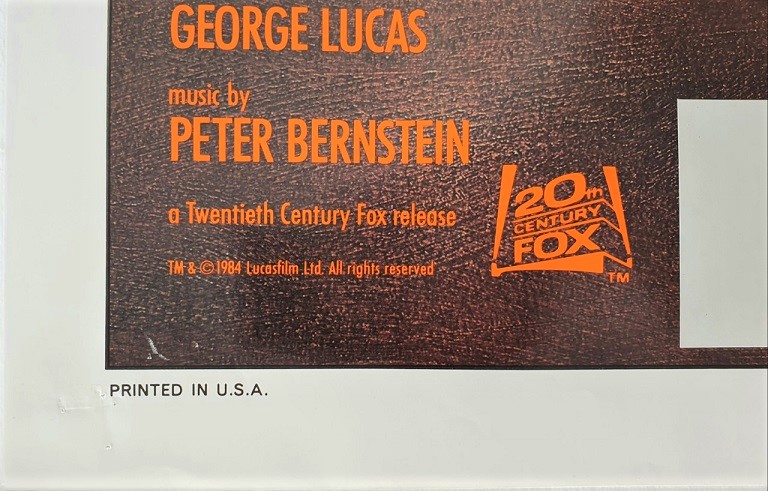 GEORGE LUCAS
music by
PETER BERNSTEIN
a Twentieth Century Fox release
TM & ©1984 Lucasfilm Ltd. All rights reserved
20th
CENTURY
FOX
TM
PRINTED IN U.S.A.